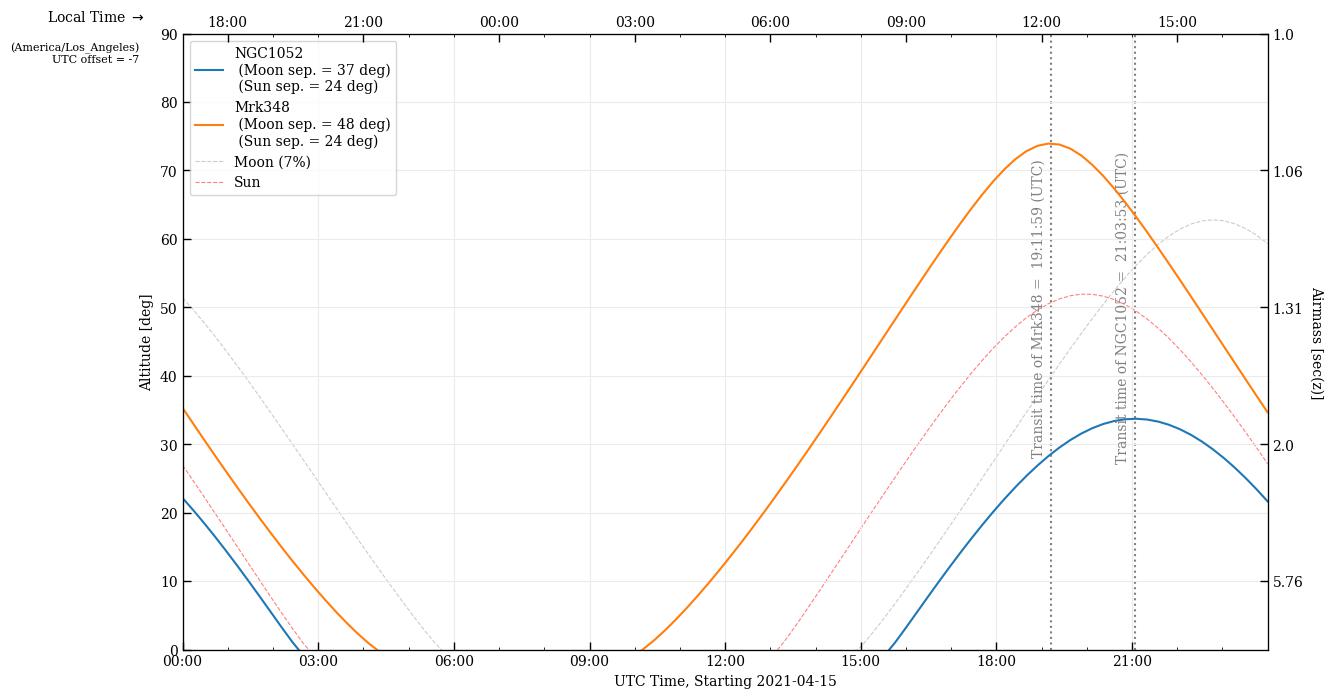 Local Time →
18:00 21:00 00:00 03:00 06:00 09:00 12:00 15:00
(America/Los_Angeles)
UTC offset = -7
NGC1052
(Moon sep. = 37 deg)
(Sun sep. = 24 deg)
Mrk348
(Moon sep. = 48 deg)
(Sun sep. = 24 deg)
Moon (7%)
Sun
90
80
70
60
50
40
30
20
10
0
Altitude [deg]
Transit time of Mrk348 = 19:11:59 (UTC)
Transit time of NGC1052 = 21:03:53 (UTC)
1.0
1.06
1.31
2.0
5.76
Airmass [sec(z)]
00:00 03:00 06:00 09:00 12:00 15:00 18:00 21:00
UTC Time, Starting 2021-04-15